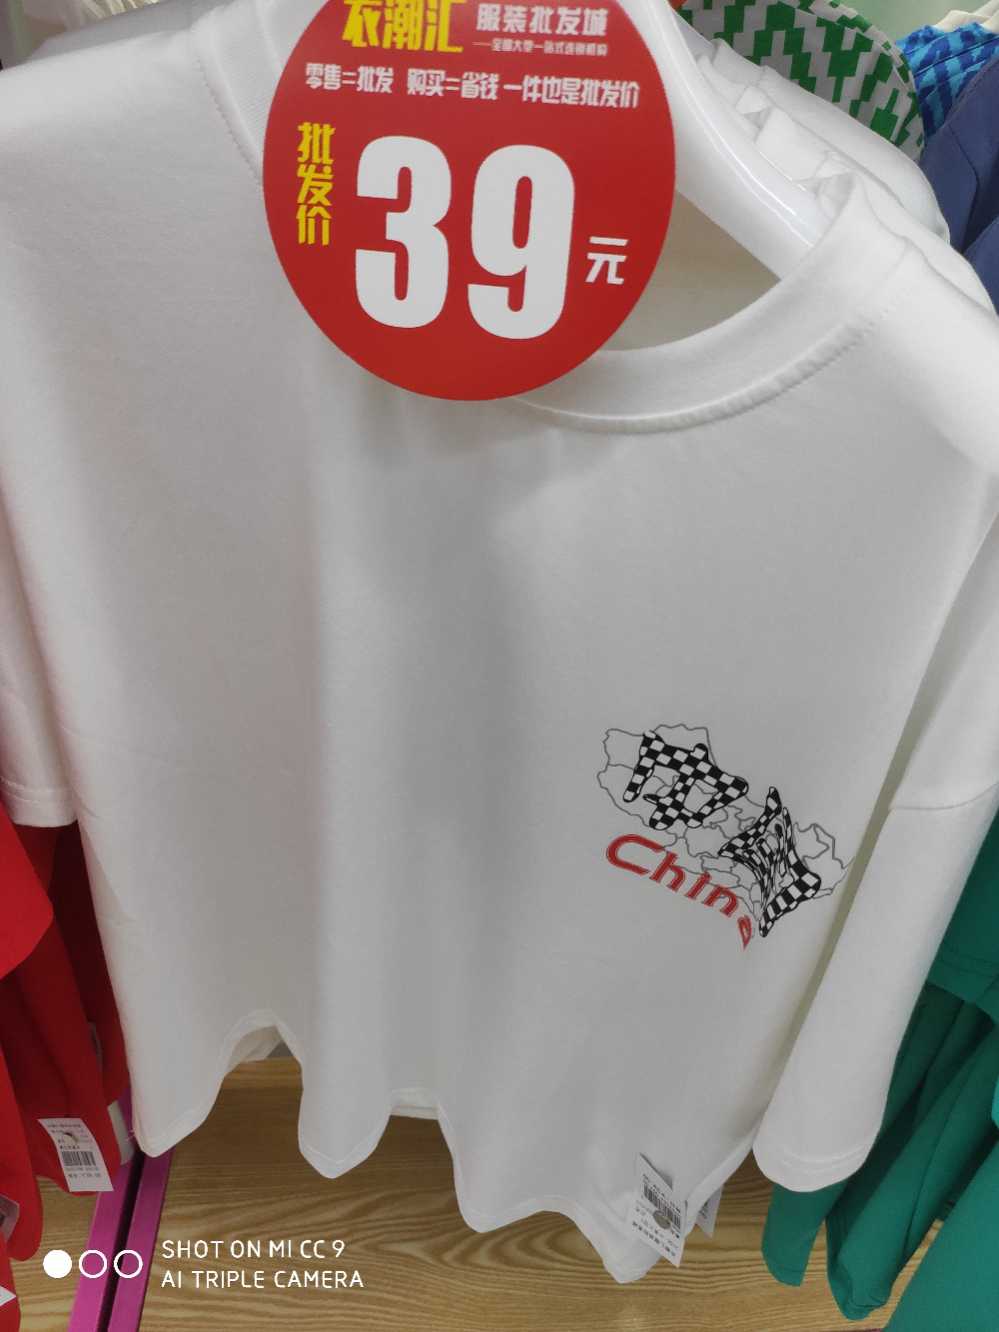 衣潮汇 服装批发城
零售=批发 购买=省钱 一件也是批发价
批发价
39元
中国
China
SHOT ON MI CC 9
AI TRIPLE CAMERA